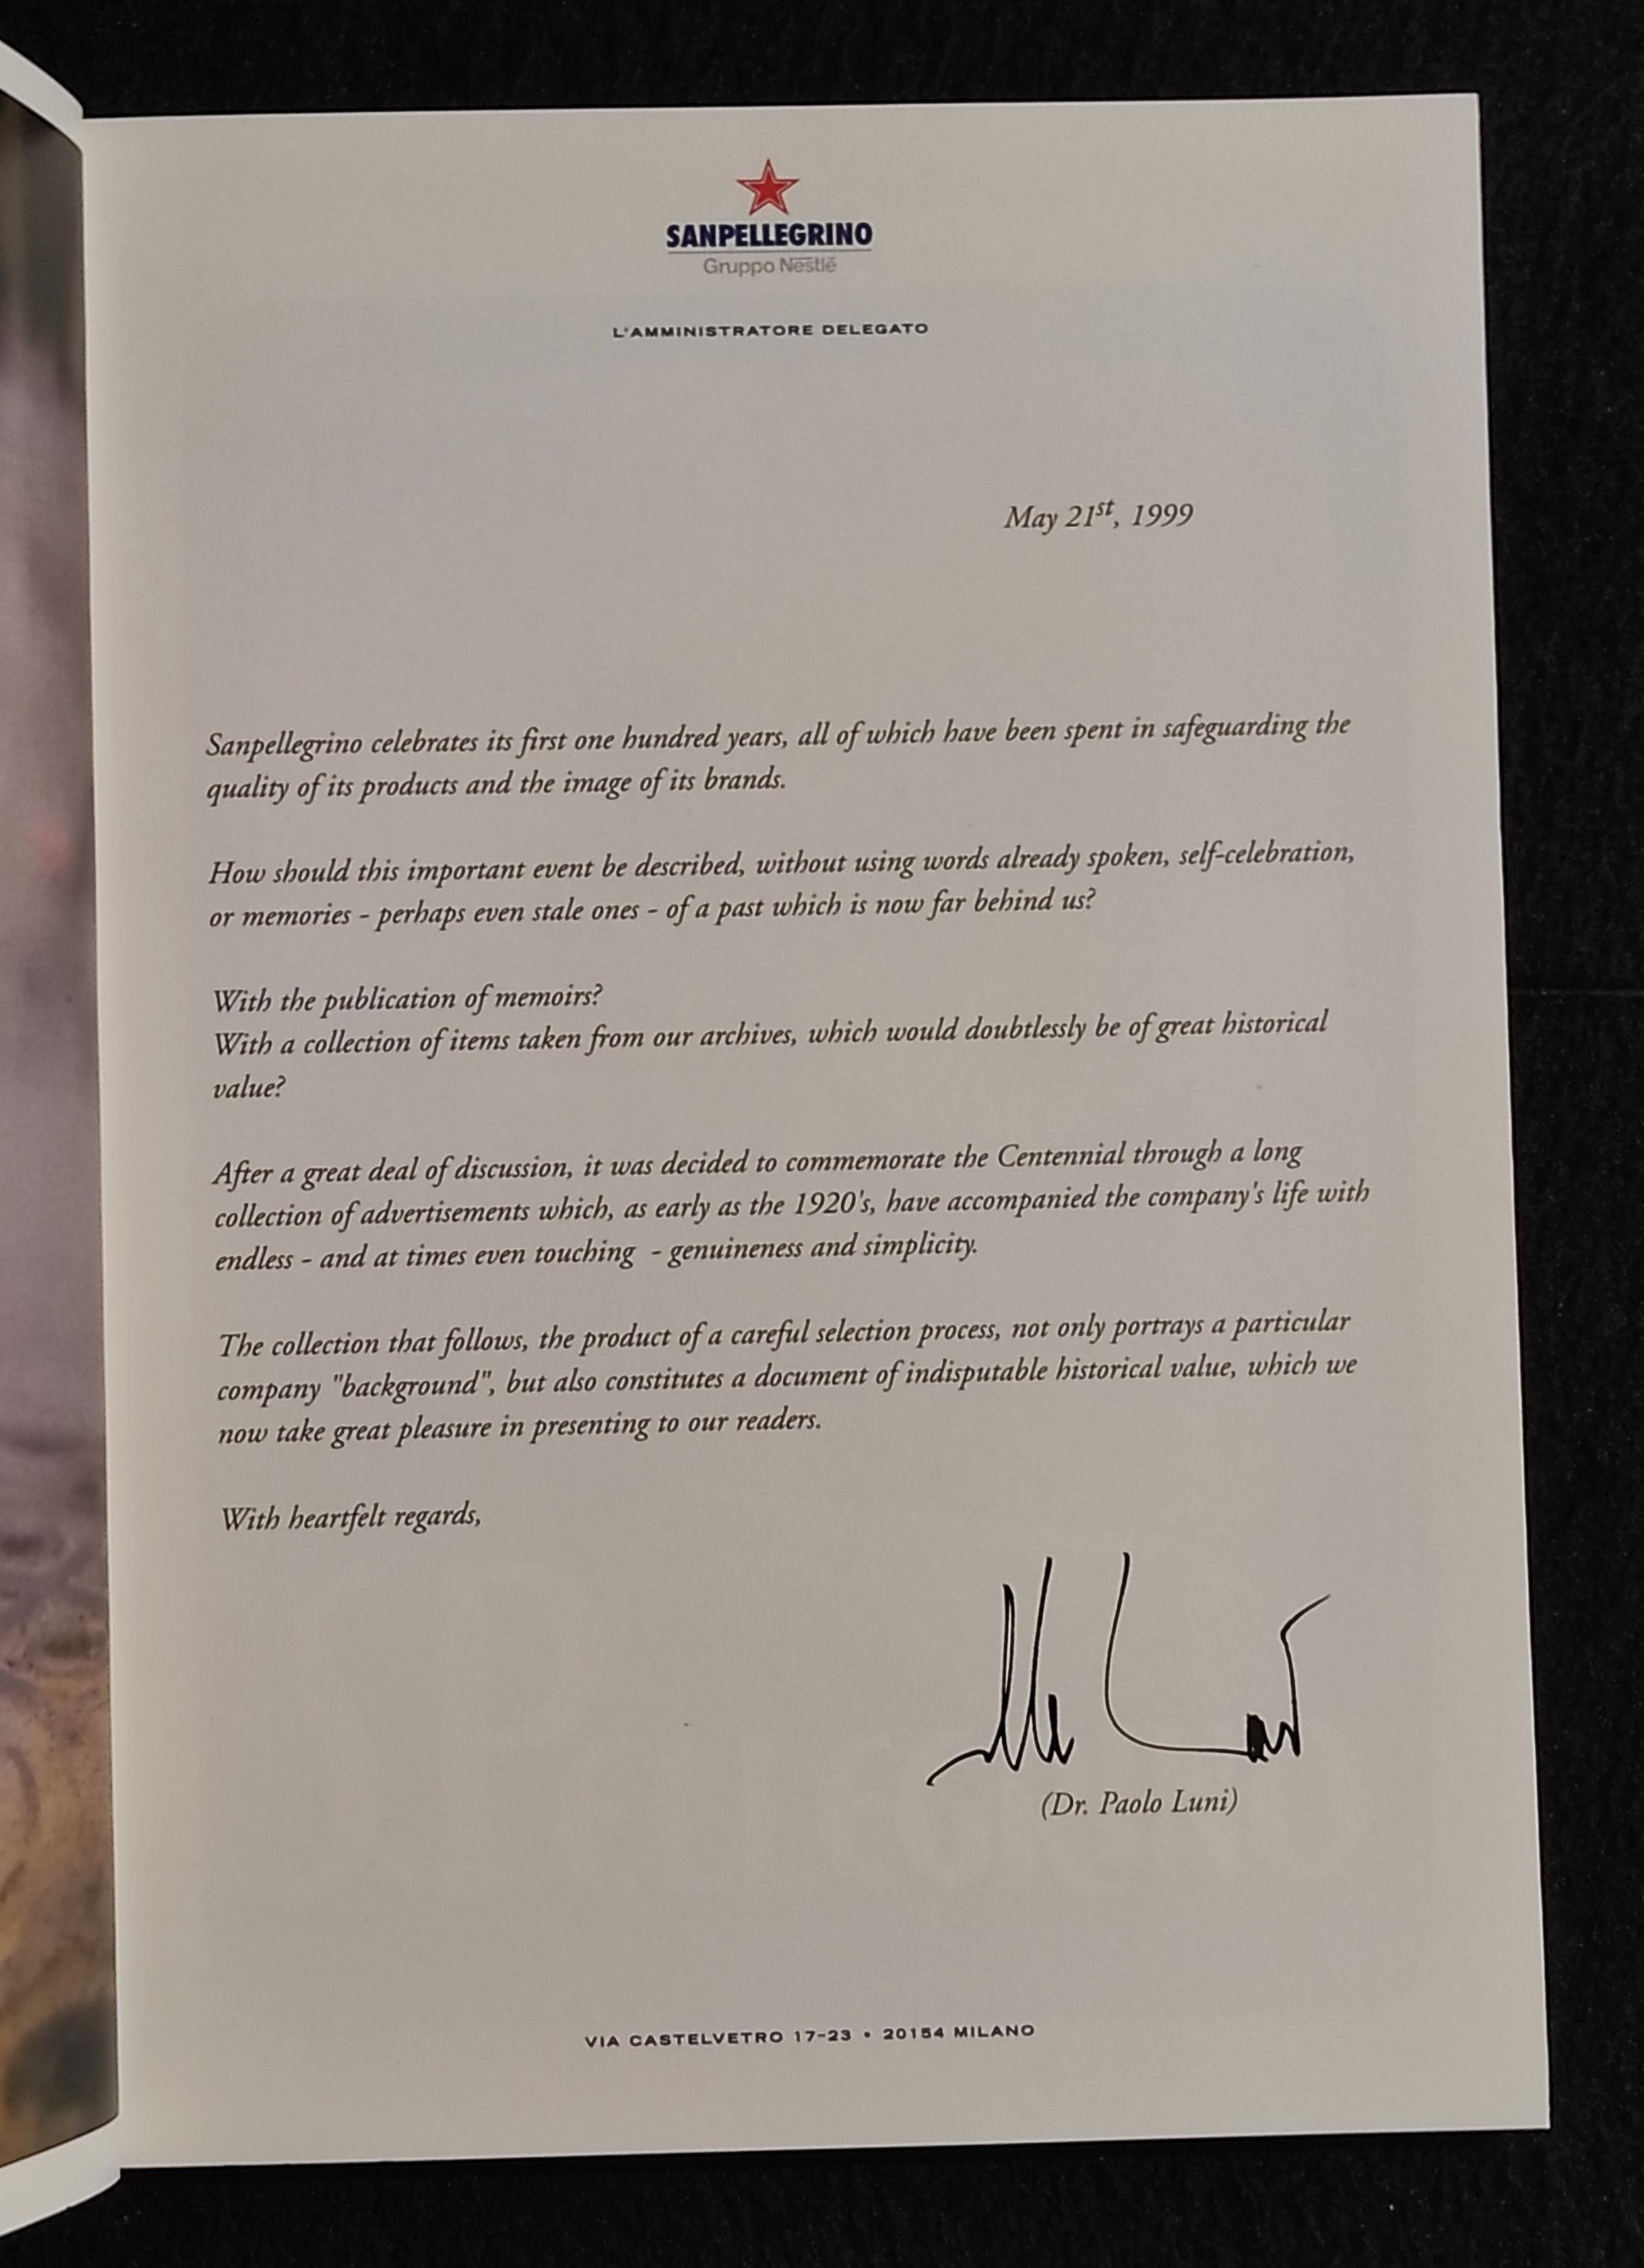 SANPELLEGRINO
Gruppo Nestlé
L'AMMINISTRATORE DELEGATO
May 21st, 1999
Sanpellegrino celebrates its first one hundred years, all of which have been spent in safeguarding the
quality of its products and the image of its brands.
How should this important event be described, without using words already spoken, self-celebration,
or memories - perhaps even stale ones - of a past which is now far behind us?
With the publication of memoirs?
With a collection of items taken from our archives, which would doubtlessly be of great historical
value?
After a great deal of discussion, it was decided to commemorate the Centennial through a long
collection of advertisements which, as early as the 1920's, have accompanied the company's life with
endless - and at times even touching - genuineness and simplicity.
The collection that follows, the product of a careful selection process, not only portrays a particular
company "background", but also constitutes a document of indisputable historical value, which we
now take great pleasure in presenting to our readers.
With heartfelt regards,
(Dr. Paolo Luni)
VIA CASTELVETRO 17-23 • 20154 MILANO